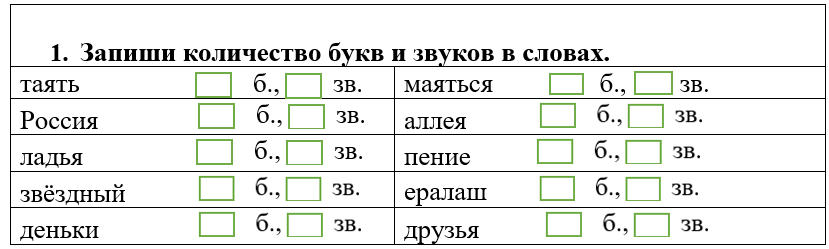 1. Запиши количество букв и звуков в словах.
таять б., зв. маяться б., зв.
Россия б., зв. аллея б., зв.
ладья б., зв. пение б., зв.
звёздный б., зв. ералаш б., зв.
деньки б., зв. друзья б., зв.